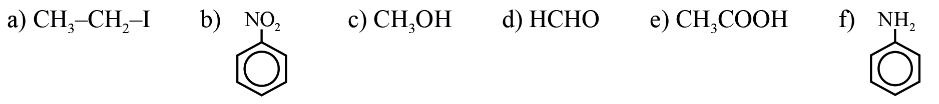 a) CH₃–CH₂–I b) NO₂ c) CH₃OH d) HCHO e) CH₃COOH f) NH₂